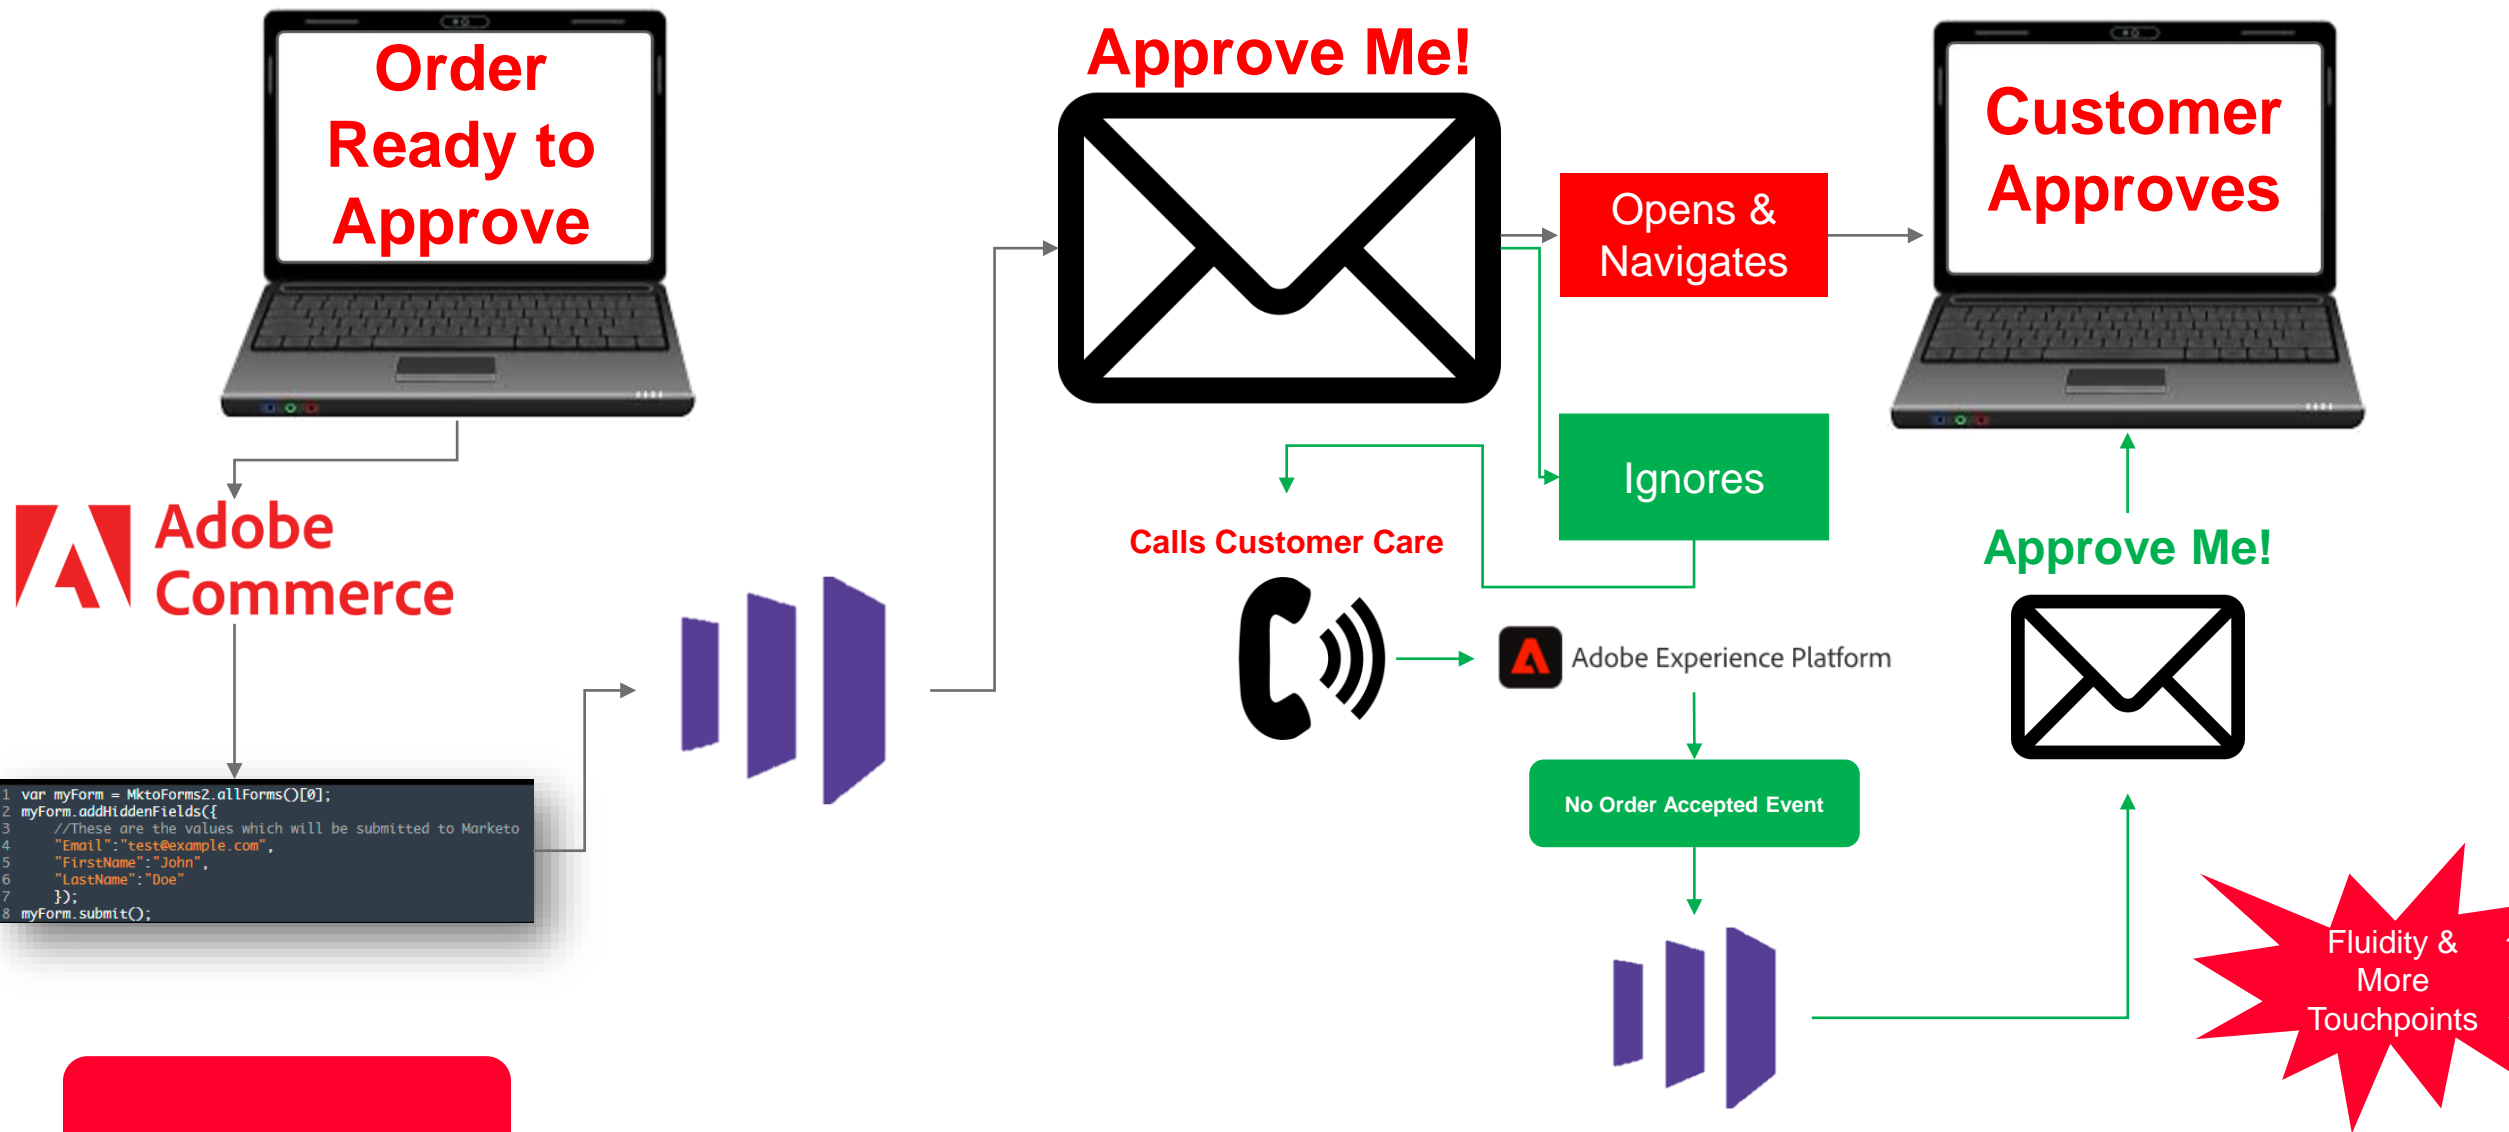 Order
Ready to
Approve
Approve Me!
Opens &
Navigates
Customer
Approves
Ignores
Calls Customer Care
Adobe
Commerce
Approve Me!
Adobe Experience Platform
No Order Accepted Event
1 var myForm = MktoForms2.allForms()[0];
2 myForm.addHiddenFields({
3 //These are the values which will be submitted to Marketo
4 "Email":"test@example.com",
5 "FirstName":"John",
6 "LastName":"Doe"
7 });
8 myForm.submit();
Fluidity &
More
Touchpoints